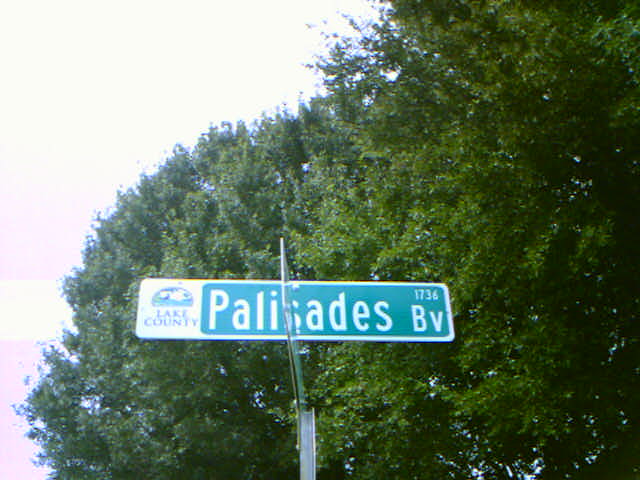 LAKE
COUNTY
Palisades Bv
1736